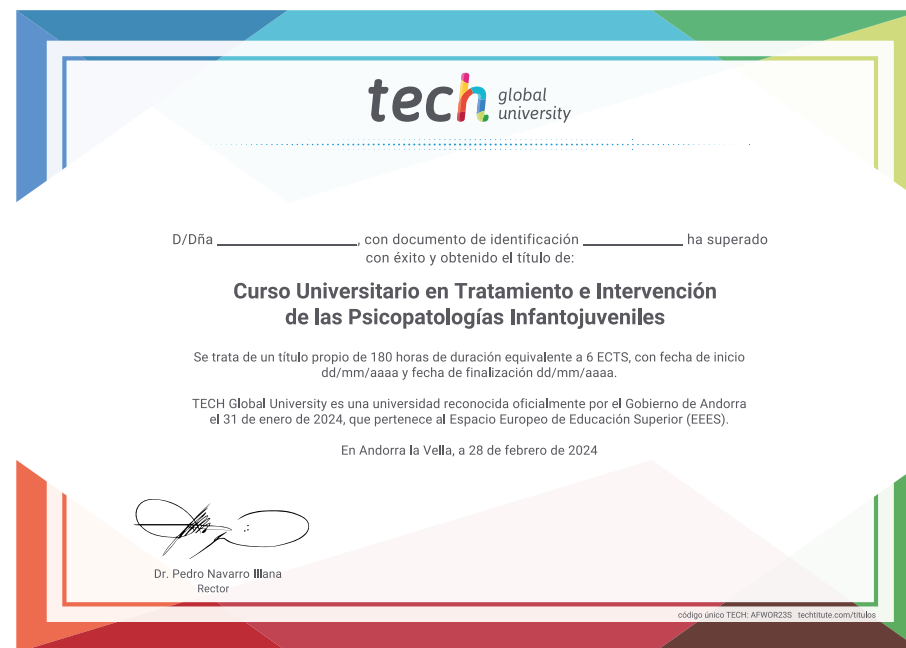 tech global university
D/Dña ____________________, con documento de identificación ______________ ha superado
con éxito y obtenido el título de:
Curso Universitario en Tratamiento e Intervención
de las Psicopatologías Infantojuveniles
Se trata de un título propio de 180 horas de duración equivalente a 6 ECTS, con fecha de inicio
dd/mm/aaaa y fecha de finalización dd/mm/aaaa.
TECH Global University es una universidad reconocida oficialmente por el Gobierno de Andorra
el 31 de enero de 2024, que pertenece al Espacio Europeo de Educación Superior (EEES).
En Andorra la Vella, a 28 de febrero de 2024
Dr. Pedro Navarro Illana
Rector
código único TECH: AFWOR23S techtitute.com/titulos